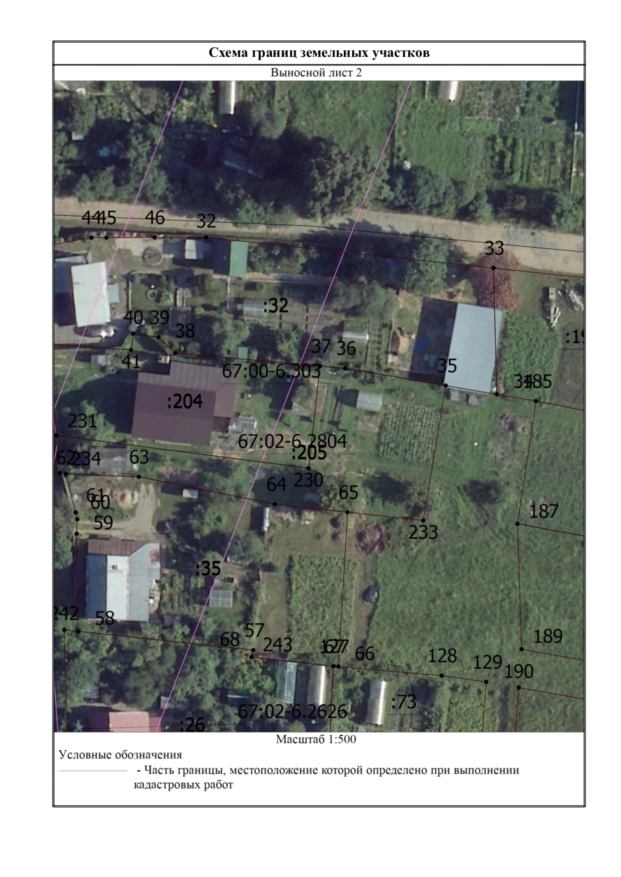 Схема границ земельных участков
Выносной лист 2
44 45 46 32
33
:32
40 39 38
37 36
41
35
67:00-6.303
185
:204
231
67:02-6.2804
:205
62 234 63
230
64 65
61
60
59
187
233
:35
242 58
57
68 243
189
67 66
128 129 190
:73
67:02-6.2626
:26
Масштаб 1:500
Условные обозначения
- Часть границы, местоположение которой определено при выполнении
кадастровых работ